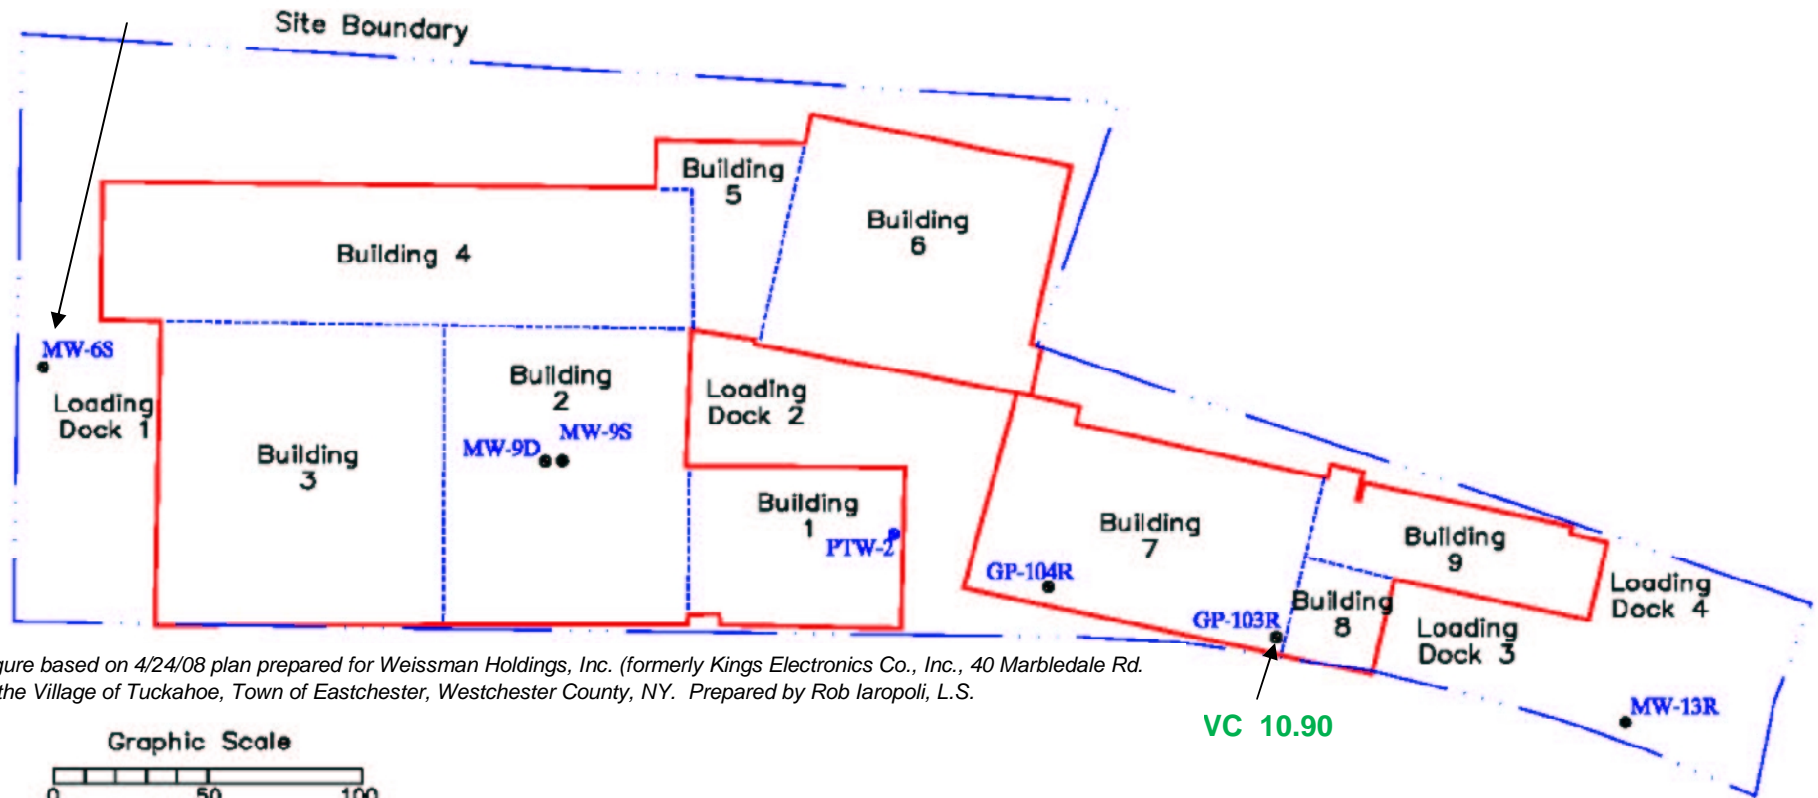 Site Boundary
Building
5
Building
6
Building 4
MW-6S
Loading
Dock 1
Building
3
Building
2
MW-9D
MW-9S
Loading
Dock 2
Building
1
PTW-2
Building
7
GP-104R
GP-103R
Building
8
Building
9
Loading
Dock 4
Loading
Dock 3
MW-13R
VC 10.90
based on 4/24/08 plan prepared for Weissman Holdings, Inc. (formerly Kings Electronics Co., Inc., 40 Marbledale Rd.
the Village of Tuckahoe, Town of Eastchester, Westchester County, NY. Prepared by Rob Iaropoli, L.S.
Graphic Scale
0 50 100